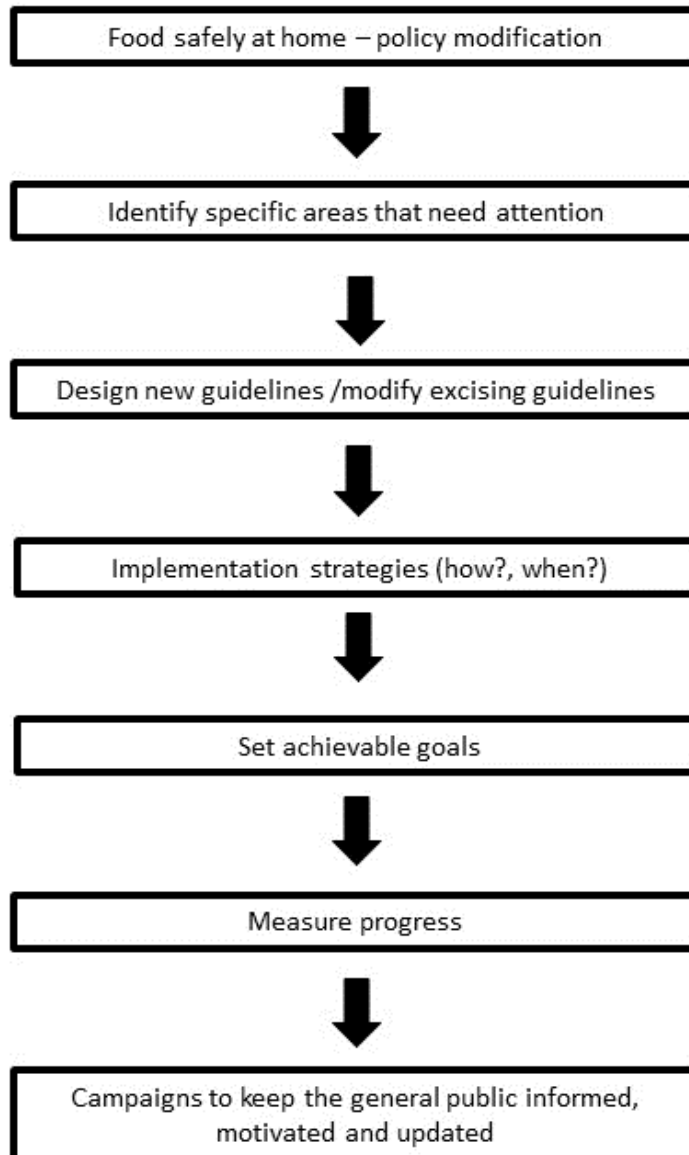 Food safely at home – policy modification
Identify specific areas that need attention
Design new guidelines /modify excising guidelines
Implementation strategies (how?, when?)
Set achievable goals
Measure progress
Campaigns to keep the general public informed,
motivated and updated